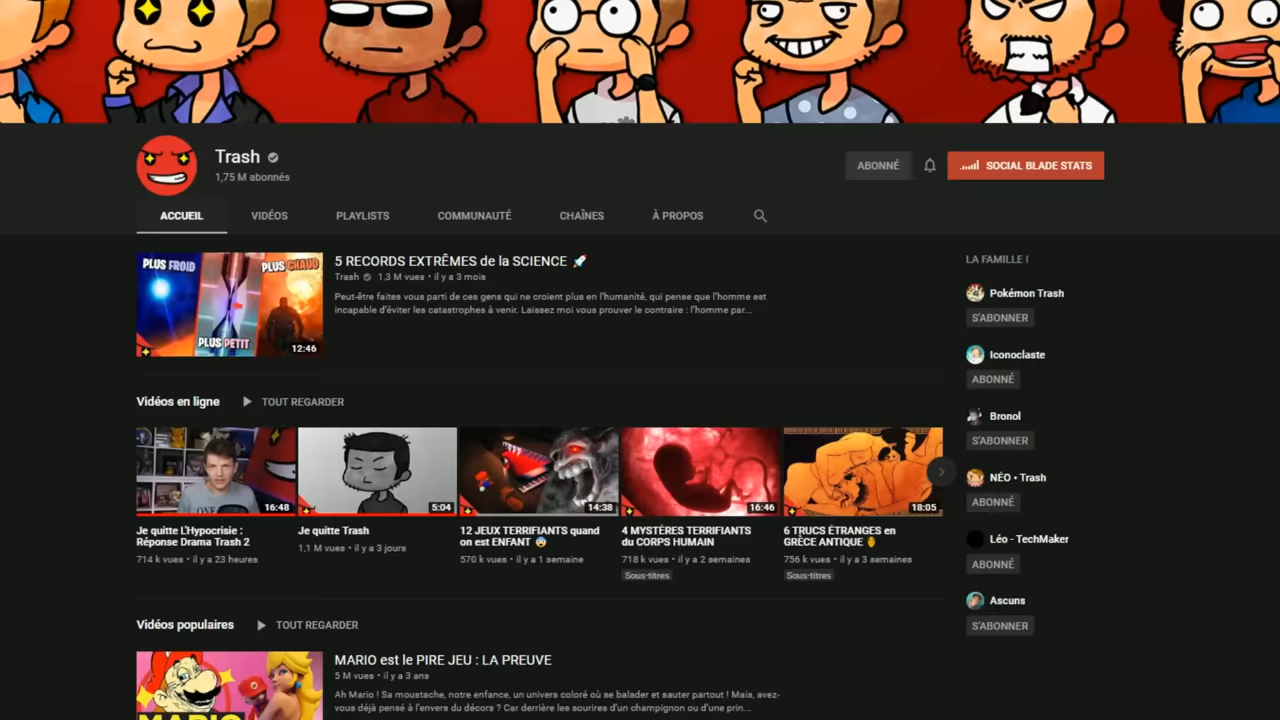 Trash
1,75 M abonnés
ABONNÉ
SOCIAL BLADE STATS
ACCUEIL
VIDÉOS
PLAYLISTS
COMMUNAUTÉ
CHAÎNES
À PROPOS
PLUS FROID
PLUS CHAUD
PLUS PETIT
12:46
5 RECORDS EXTRÊMES de la SCIENCE 🚀
Trash 1,3 M vues • il y a 3 mois
Peut-être faites vous parti de ces gens qui ne croient plus en l'humanité, qui pense que l'homme est
incapable d'éviter les catastrophes à venir. Laissez moi vous prouver le contraire : l'homme par...
LA FAMILLE !
Pokémon Trash
S'ABONNER
Iconoclaste
ABONNÉ
Bronol
S'ABONNER
NÉO • Trash
ABONNÉ
Léo - TechMaker
ABONNÉ
Ascuns
S'ABONNER
Vidéos en ligne
TOUT REGARDER
16:48
Je quitte L'Hypocrisie :
Réponse Drama Trash 2
714 k vues • il y a 23 heures
5:04
Je quitte Trash
1,1 M vues • il y a 3 jours
14:38
12 JEUX TERRIFIANTS quand
on est ENFANT 😨
570 k vues • il y a 1 semaine
16:46
4 MYSTÈRES TERRIFIANTS
du CORPS HUMAIN
718 k vues • il y a 2 semaines
Sous-titres
18:05
6 TRUCS ÉTRANGES en
GRÈCE ANTIQUE 🏺
756 k vues • il y a 3 semaines
Sous-titres
Vidéos populaires
TOUT REGARDER
MARIO
MARIO est le PIRE JEU : LA PREUVE
5 M vues • il y a 3 ans
Ah Mario ! Sa moustache, notre enfance, un univers coloré où se balader et sauter partout ! Mais, avez-
vous déjà pensé à l'envers du décors ? Car derrière les sourires d'un champignon ou d'une prin...